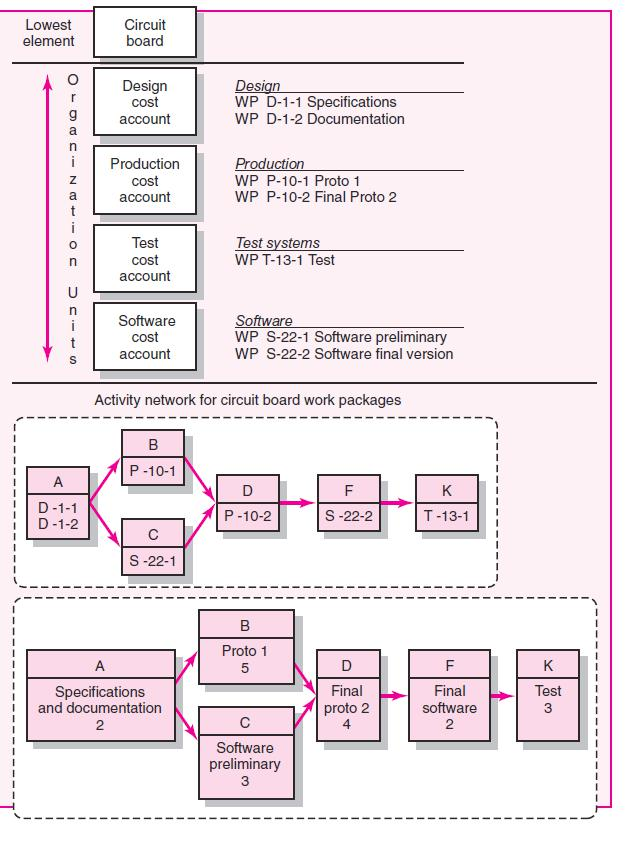 Lowest
element
Circuit
board
Organization Units
Design
cost
account
Design
WP D-1-1 Specifications
WP D-1-2 Documentation
Production
cost
account
Production
WP P-10-1 Proto 1
WP P-10-2 Final Proto 2
Test
cost
account
Test systems
WP T-13-1 Test
Software
cost
account
Software
WP S-22-1 Software preliminary
WP S-22-2 Software final version
Activity network for circuit board work packages
A
D -1-1
D -1-2
B
P -10-1
C
S -22-1
D
P -10-2
F
S -22-2
K
T -13-1
A
Specifications
and documentation
2
B
Proto 1
5
C
Software
preliminary
3
D
Final
proto 2
4
F
Final
software
2
K
Test
3